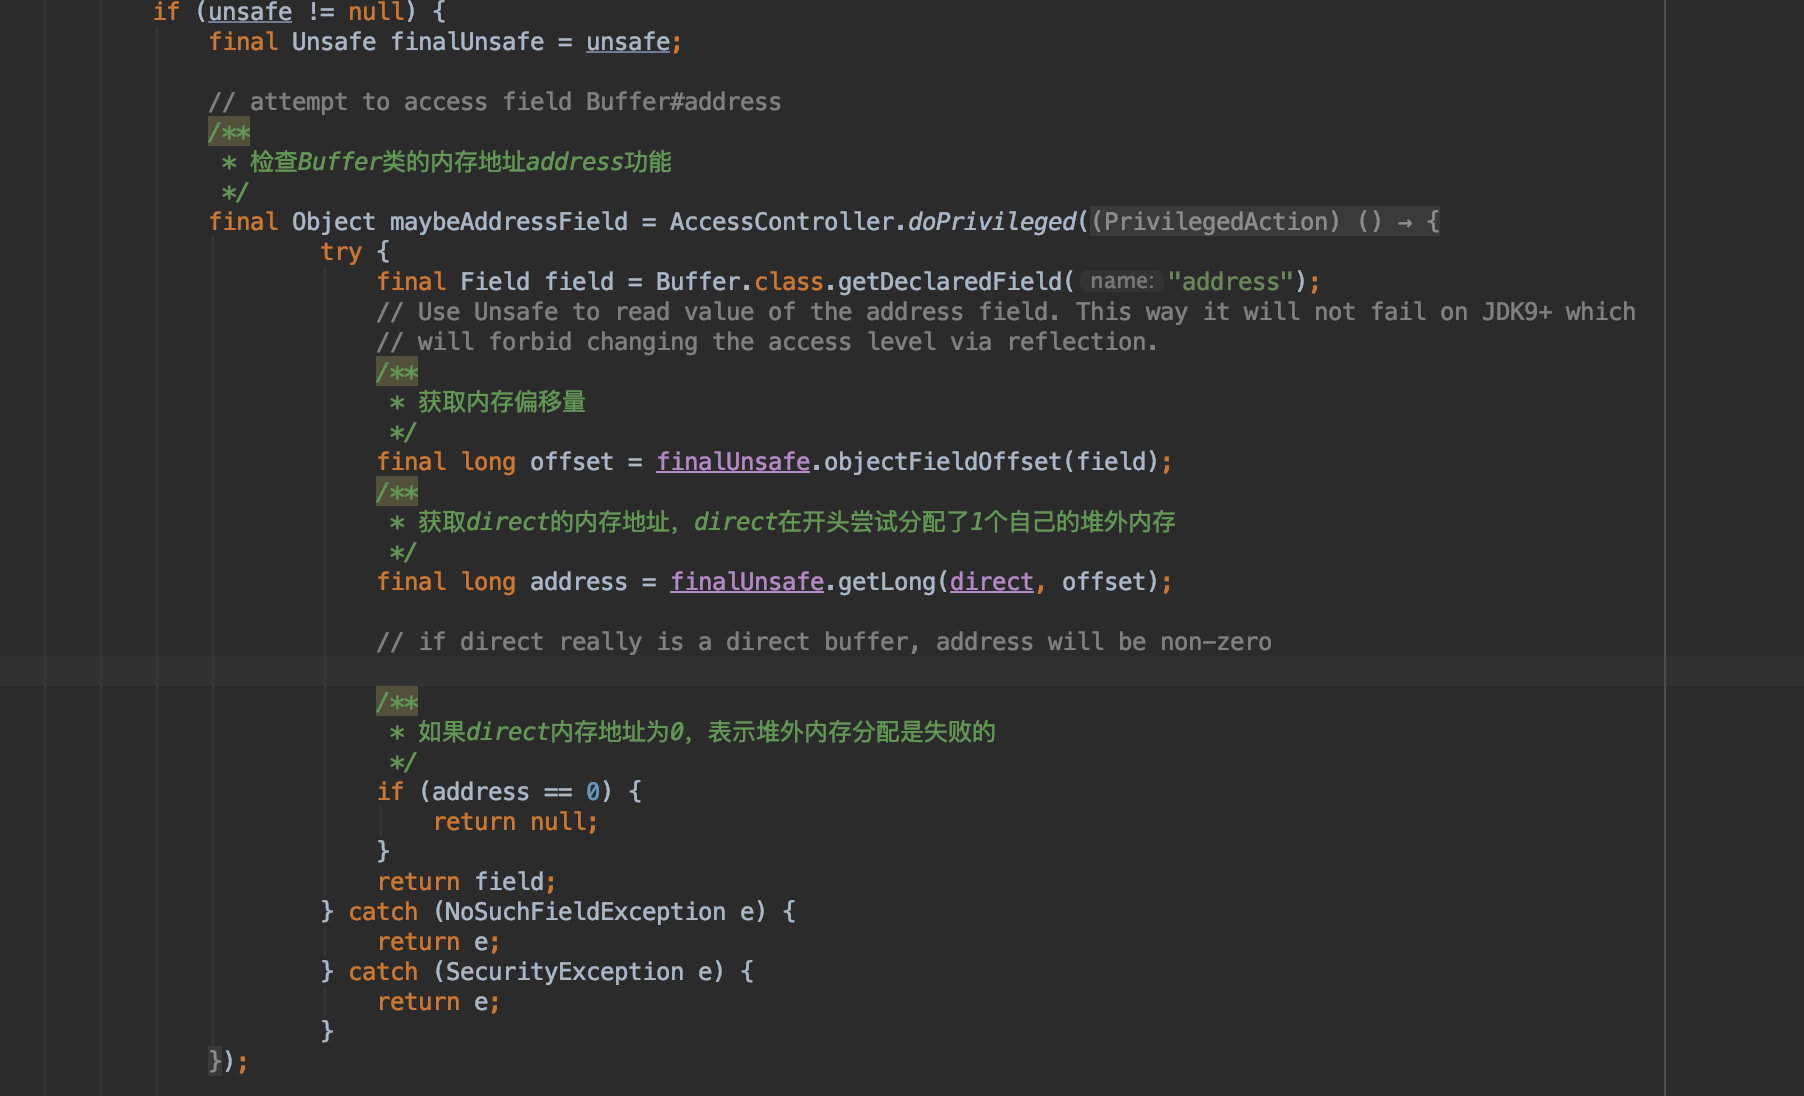 if (unsafe != null) {
final Unsafe finalUnsafe = unsafe;
// attempt to access field Buffer#address
/**
* 检查Buffer类的内存地址address功能
*/
final Object maybeAddressField = AccessController.doPrivileged((PrivilegedAction) () → {
try {
final Field field = Buffer.class.getDeclaredField( name: "address");
// Use Unsafe to read value of the address field. This way it will not fail on JDK9+ which
// will forbid changing the access level via reflection.
/**
* 获取内存偏移量
*/
final long offset = finalUnsafe.objectFieldOffset(field);
/**
* 获取direct的内存地址，direct在开头尝试分配了1个自己的堆外内存
*/
final long address = finalUnsafe.getLong(direct, offset);
// if direct really is a direct buffer, address will be non-zero
/**
* 如果direct内存地址为0，表示堆外内存分配是失败的
*/
if (address == 0) {
return null;
}
return field;
} catch (NoSuchFieldException e) {
return e;
} catch (SecurityException e) {
return e;
}
});